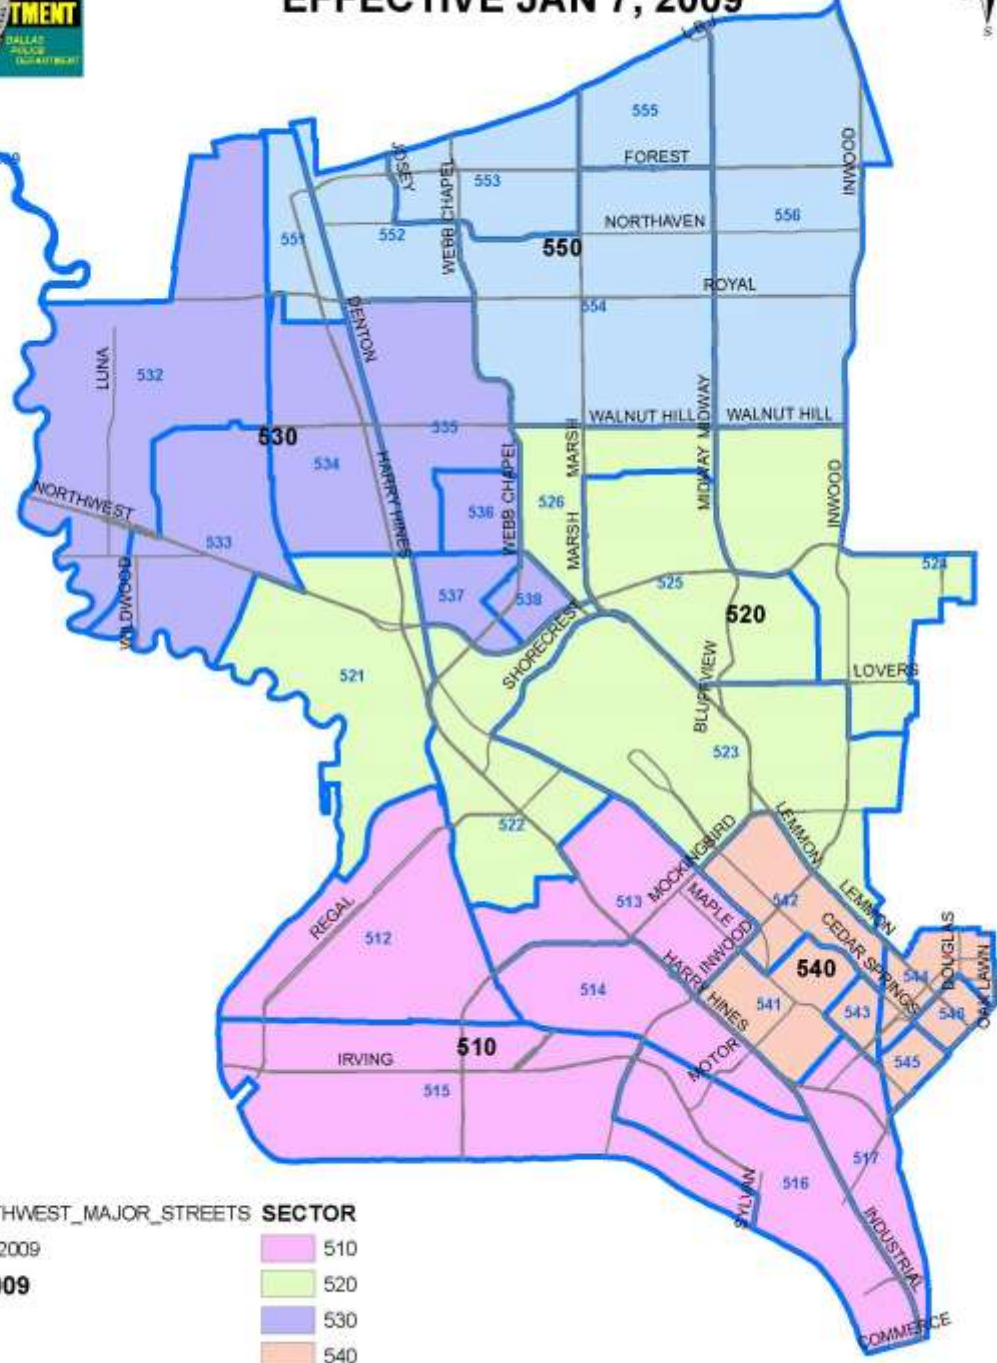 TMENT
DALLAS
POLICE
DEPARTMENT
EFFECTIVE JAN 7, 2009
S
LBJ
555
INWOOD
FOREST
JOSEY
WEBB CHAPEL
553
NORTHAVEN
556
551
552
550
ROYAL
554
DENTON
LUNA
532
MIDWAY
WALNUT HILL
WALNUT HILL
MARSH
530
535
534
HARRY HINES
WEBB CHAPEL
MIDWAY
INWOOD
NORTHWEST
536
526
MARSH
533
WILDWOOD
524
525
537
538
520
SHORECREST
521
BLUFFVIEW
LOVERS
523
522
MOCKINGBIRD
LEMMON
REGAL
513
MAPLE
542
LEMMON
512
INWOOD
CEDAR SPRINGS
DOUGLAS
OAK LAWN
HARRY HINES
540
544
514
541
543
546
510
IRVING
MOTOR
545
515
517
516
SYLVAN
INDUSTRIAL
COMMERCE
THWEST_MAJOR_STREETS
2009
009
SECTOR
510
520
530
540